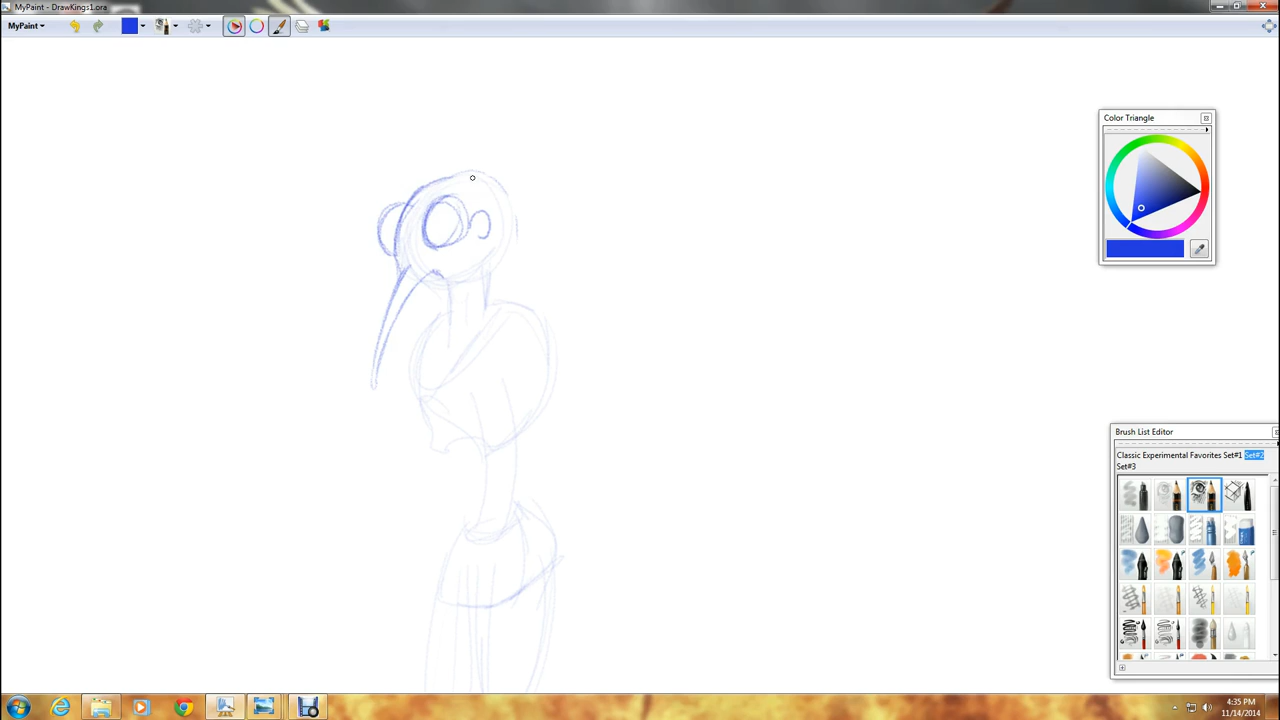 MyPaint - DrawKings1.ora
MyPaint
Color Triangle
Brush List Editor
Classic Experimental Favorites Set#1 Set#2
Set#3
4:35 PM
11/14/2014